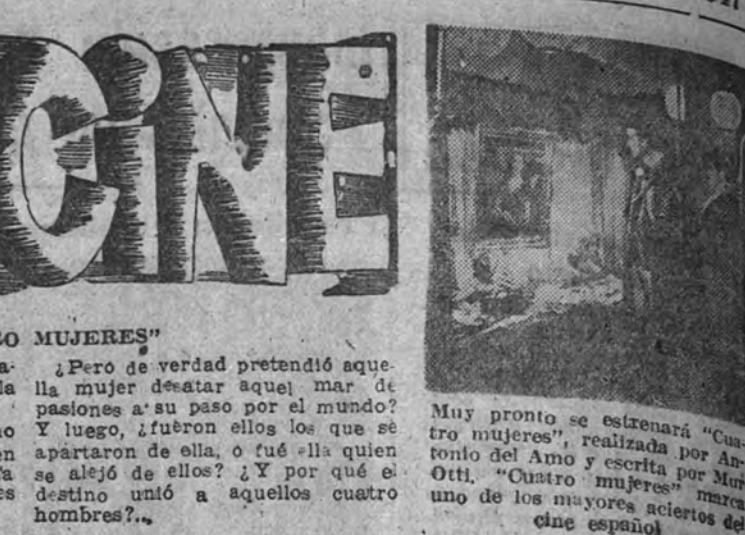 CiNE
O MUJERES"
¿Pero de verdad pretendió aque-
lla mujer desatar aquel mar de
pasiones a su paso por el mundo?
Y luego, ¿fueron ellos los que se
apartaron de ella, o fué ella quien
se alejó de ellos? ¿Y por qué el
destino unió a aquellos cuatro
hombres?...
Muy pronto se estrenará "Cua-
tro mujeres", realizada por An-
tonio del Amo y escrita por Mur
Otti. "Cuatro mujeres" marca
uno de los mayores aciertos del
cine español